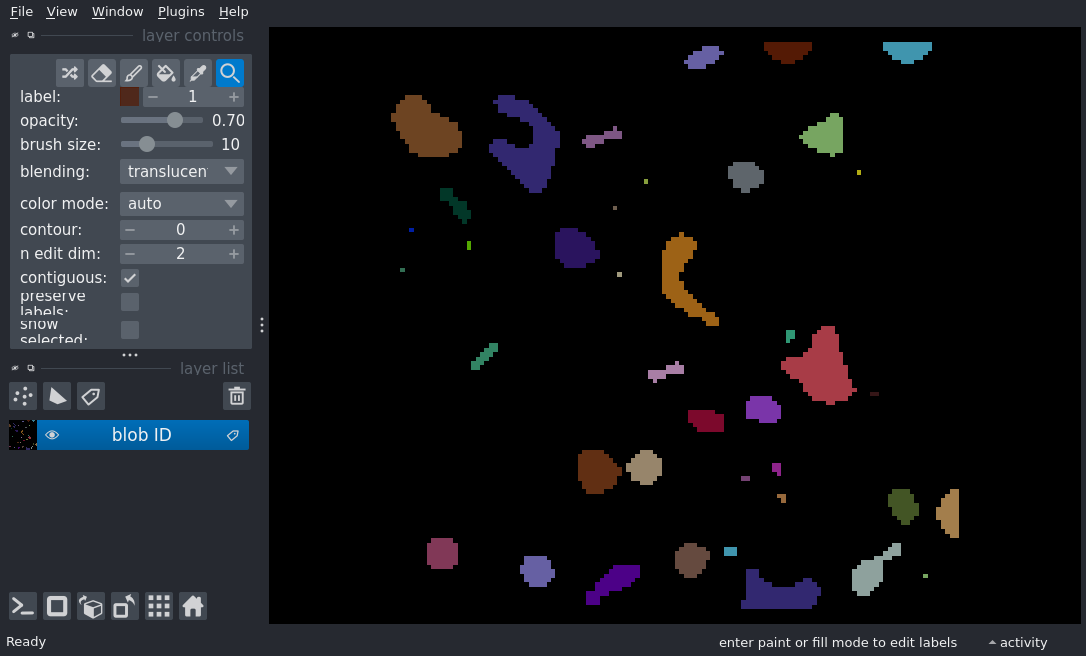 File View Window Plugins Help
layer controls
label: 1
opacity: 0.70
brush size: 10
blending: translucen
color mode: auto
contour: 0
n edit dim: 2
contiguous:
preserve
labels:
show
selected:
layer list
blob ID
Ready enter paint or fill mode to edit labels activity